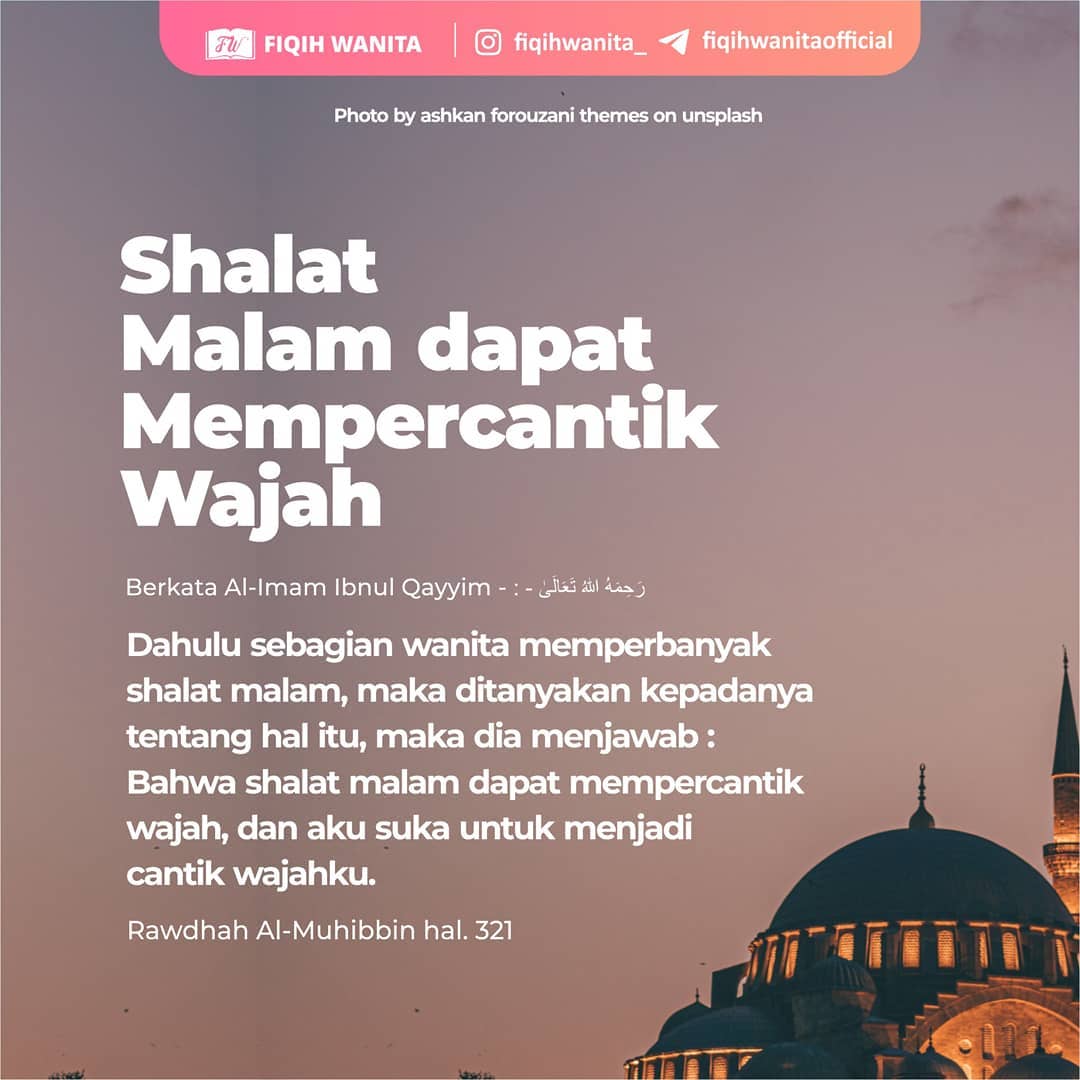 FW FIQIH WANITA | fiqihwanita_ fiqihwanitaofficial
Photo by ashkan forouzani themes on unsplash
Shalat
Malam dapat
Mempercantik
Wajah
Berkata Al-Imam Ibnul Qayyim - : - رَحِمَهُ اللهُ تَعَالَىٰ
Dahulu sebagian wanita memperbanyak
shalat malam, maka ditanyakan kepadanya
tentang hal itu, maka dia menjawab :
Bahwa shalat malam dapat mempercantik
wajah, dan aku suka untuk menjadi
cantik wajahku.
Rawdhah Al-Muhibbin hal. 321